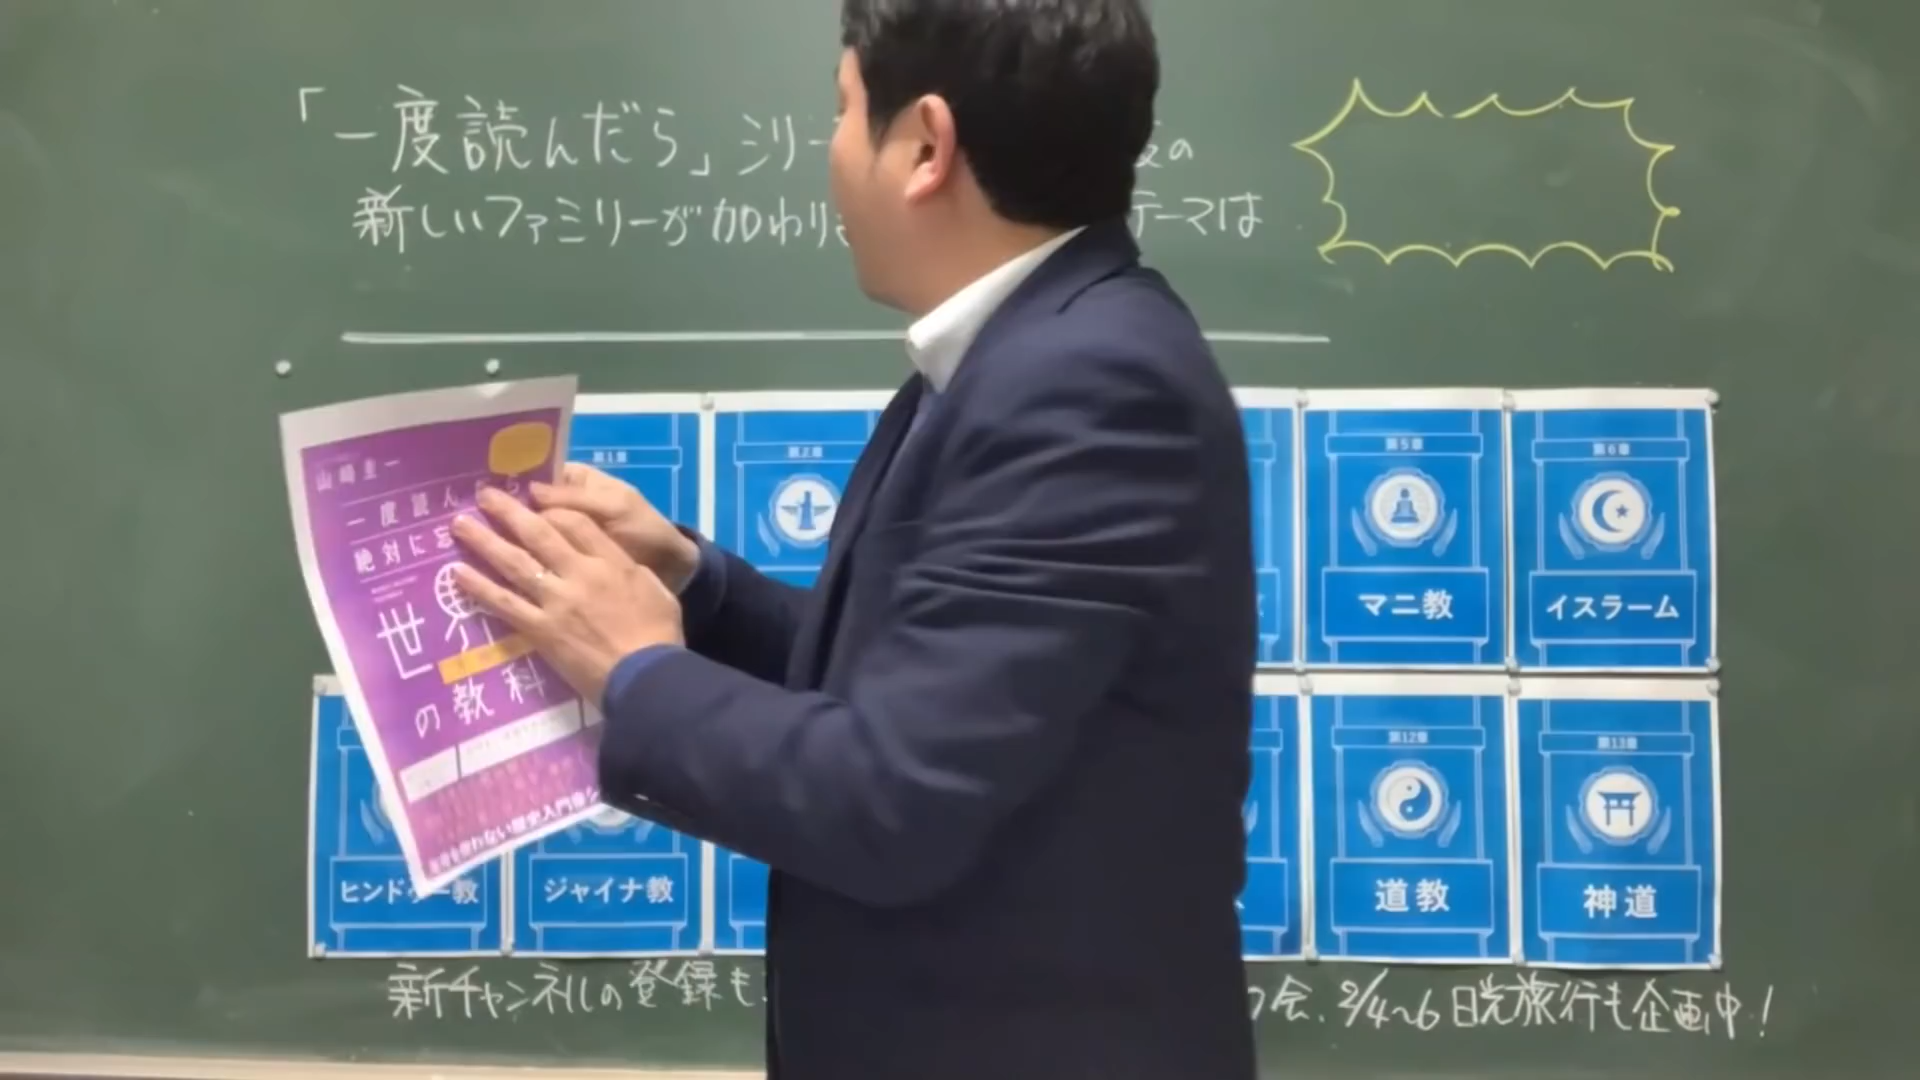 「一度読んだら」シリー
の
新しいファミリーが加わり
テーマは
山﨑圭一
一度読んだら
絶対に忘
世界
の教科
第1章
第2章
第5章
マニ教
第6章
イスラーム
ヒンドゥー教
ジャイナ教
第12章
道教
第13章
神道
新チャンネルの登録も
会、2/4~6日光旅行も企画中!